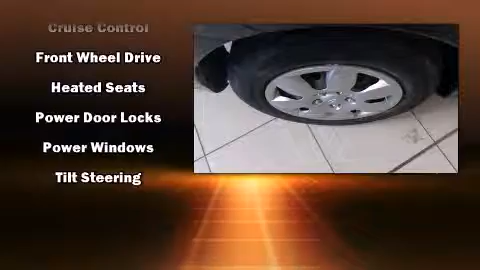 Cruise Control
Front Wheel Drive
Heated Seats
Power Door Locks
Power Windows
Tilt Steering